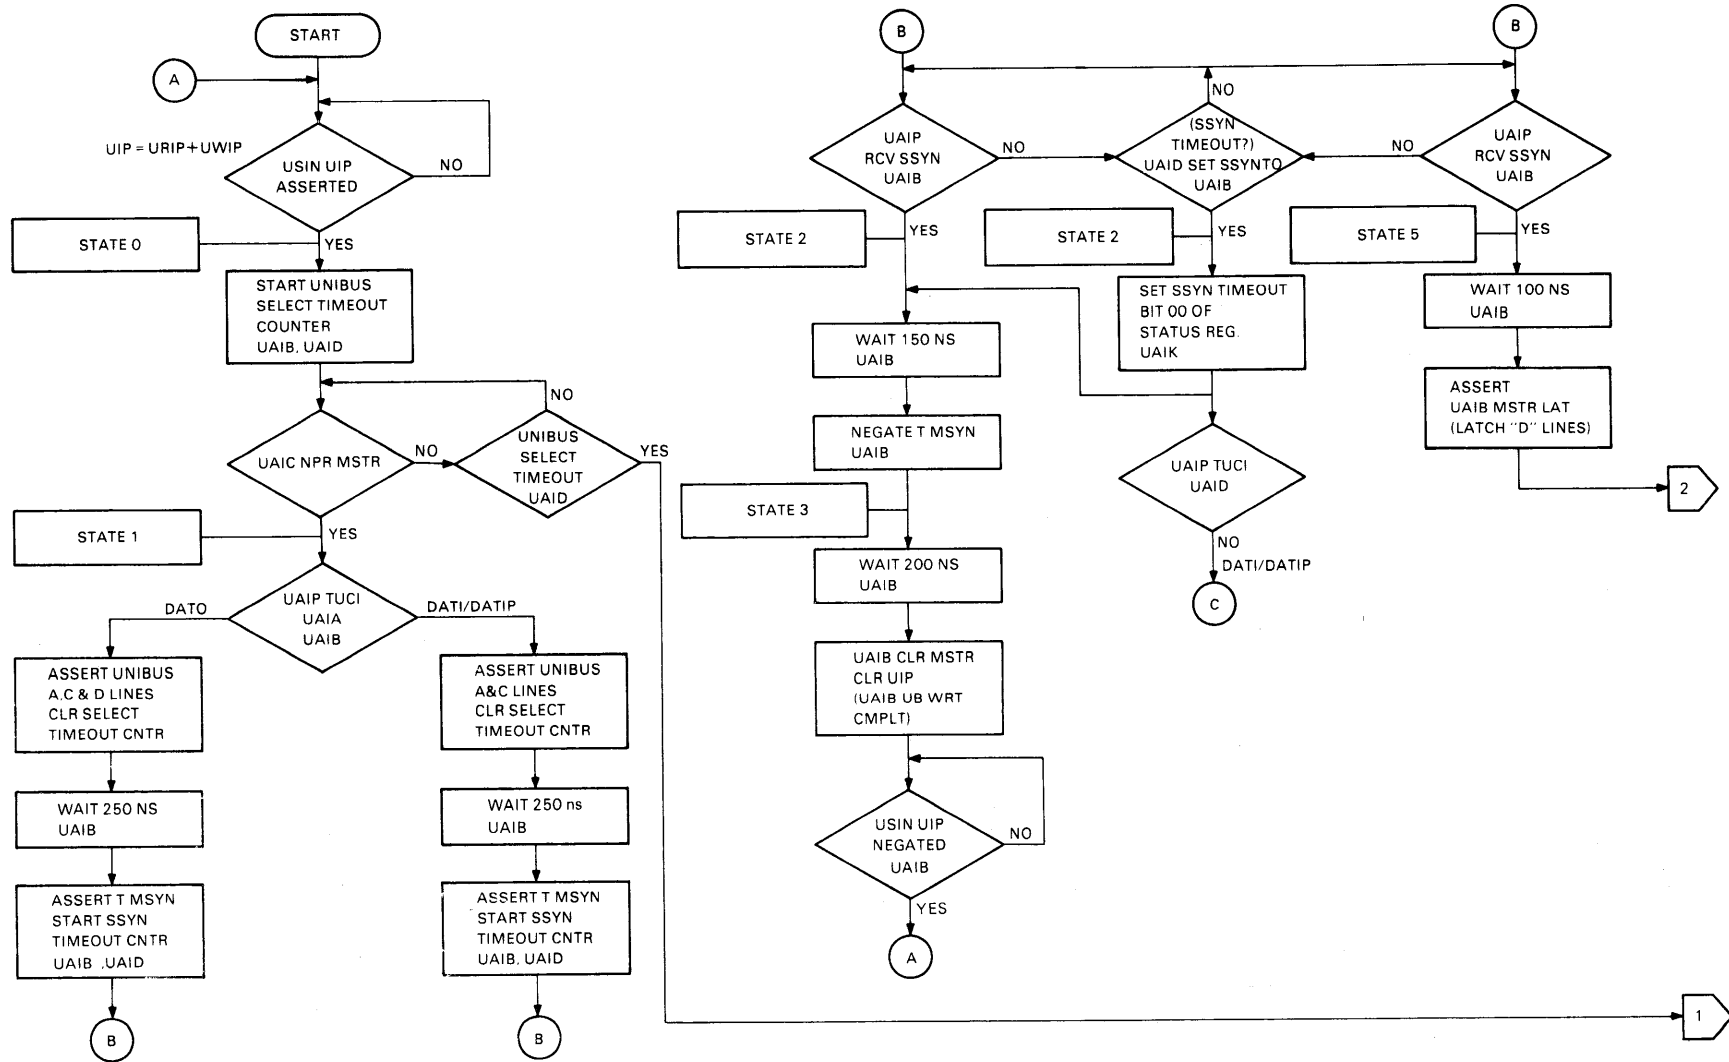 START
A
UIP = URIP+UWIP
USIN UIP
ASSERTED
NO
STATE 0
YES
START UNIBUS
SELECT TIMEOUT
COUNTER
UAIB, UAID
NO
UAIC NPR MSTR
NO
UNIBUS
SELECT
TIMEOUT
UAID
YES
STATE 1
YES
UAIP TUCI
UAIA
UAIB
DATO
DATI/DATIP
ASSERT UNIBUS
A,C & D LINES
CLR SELECT
TIMEOUT CNTR
ASSERT UNIBUS
A&C LINES
CLR SELECT
TIMEOUT CNTR
WAIT 250 NS
UAIB
WAIT 250 ns
UAIB
ASSERT T MSYN
START SSYN
TIMEOUT CNTR
UAIB ,UAID
ASSERT T MSYN
START SSYN
TIMEOUT CNTR
UAIB, UAID
B
B
B
UAIP
RCV SSYN
UAIB
NO
NO
(SSYN
TIMEOUT?)
UAID SET SSYNTO
UAIB
B
UAIP
RCV SSYN
UAIB
NO
STATE 2
YES
STATE 2
YES
STATE 5
YES
WAIT 150 NS
UAIB
NEGATE T MSYN
UAIB
STATE 3
WAIT 200 NS
UAIB
UAIB CLR MSTR
CLR UIP
(UAIB UB WRT
CMPLT)
USIN UIP
NEGATED
UAIB
NO
YES
A
SET SSYN TIMEOUT
BIT 00 OF
STATUS REG.
UAIK
UAIP TUCI
UAID
NO
DATI/DATIP
C
WAIT 100 NS
UAIB
ASSERT
UAIB MSTR LAT
(LATCH "D" LINES)
2
1